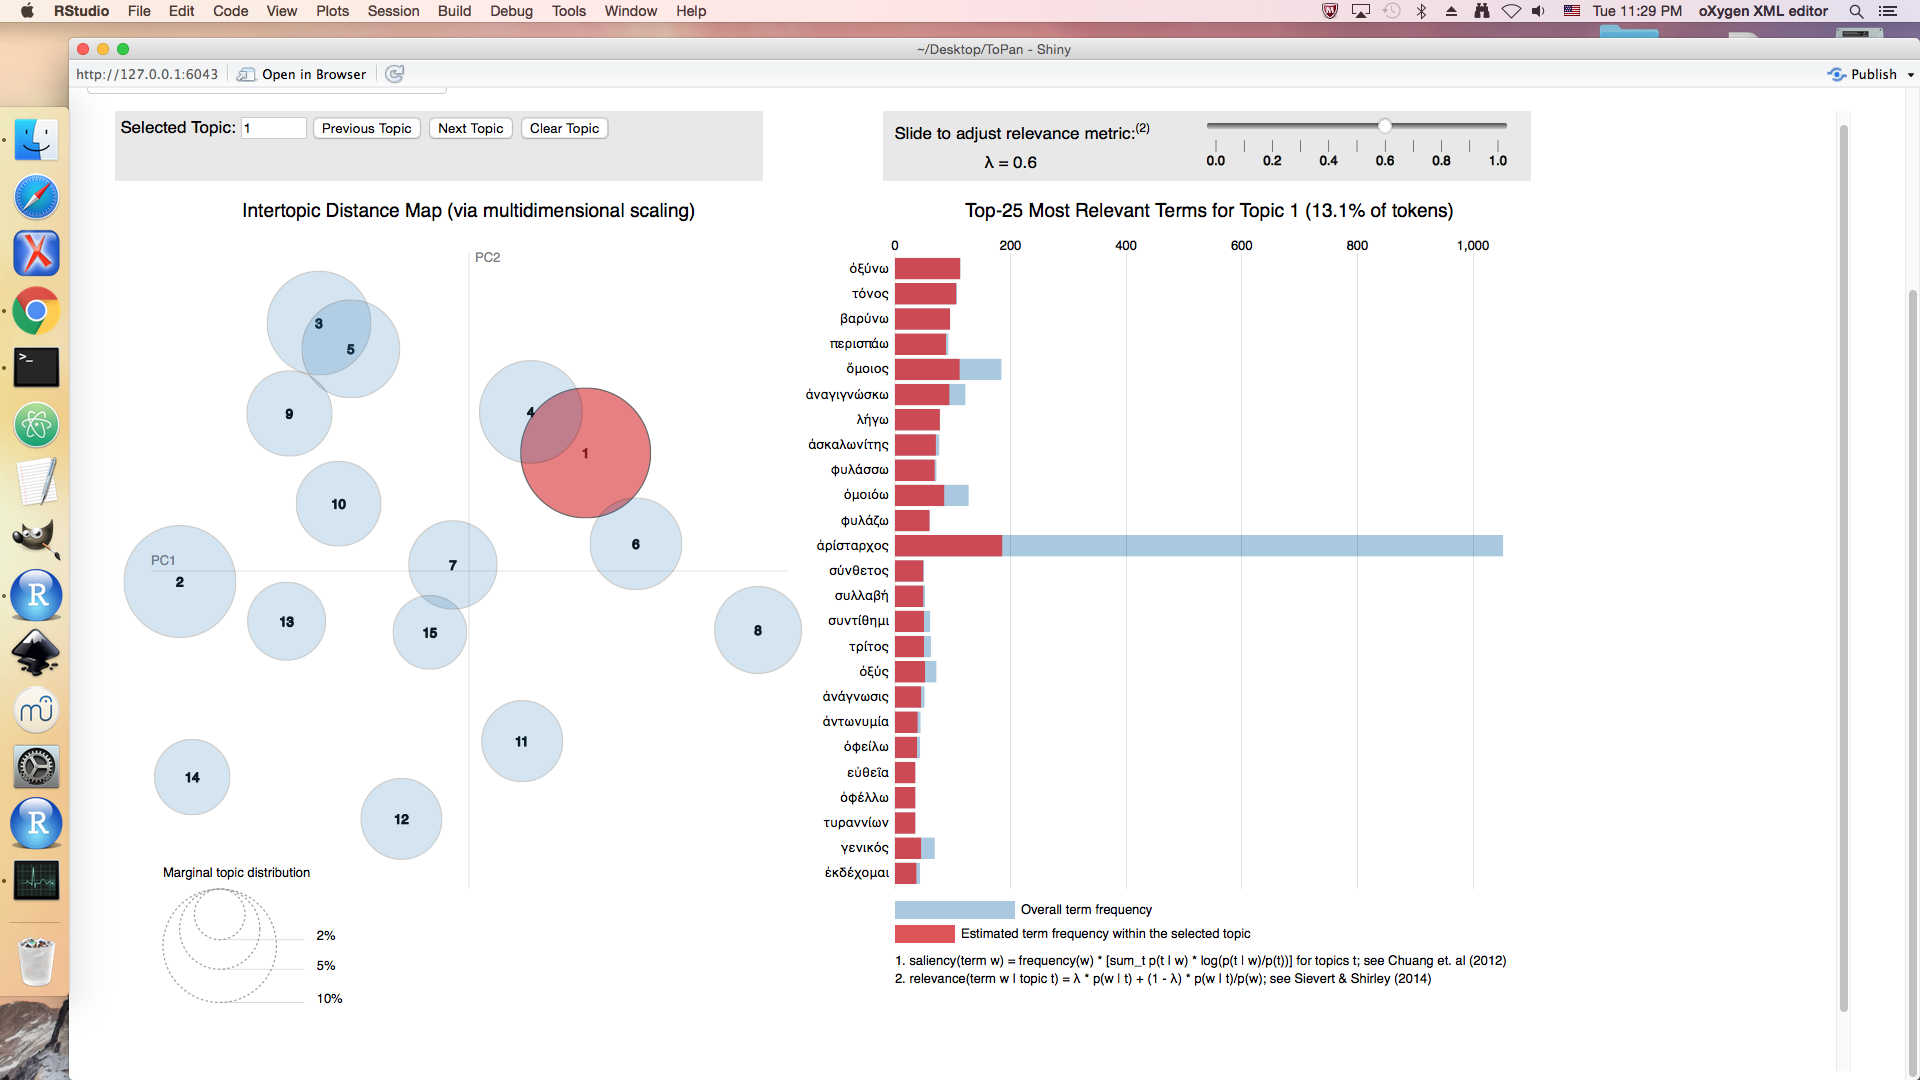 RStudio File Edit Code View Plots Session Build Debug Tools Window Help Tue 11:29 PM oXygen XML editor
~/Desktop/ToPan - Shiny
http://127.0.0.1:6043 Open in Browser Publish
Selected Topic: 1 Previous Topic Next Topic Clear Topic
Slide to adjust relevance metric:(2)
λ = 0.6
0.0 0.2 0.4 0.6 0.8 1.0
Intertopic Distance Map (via multidimensional scaling)
PC2
PC1
3
5
4
9
1
10
6
7
2
13
15
8
11
14
12
Marginal topic distribution
2%
5%
10%
Top-25 Most Relevant Terms for Topic 1 (13.1% of tokens)
0 200 400 600 800 1,000
ὀξύνω
τόνος
βαρύνω
περισπάω
ὅμοιος
ἀναγιγνώσκω
λήγω
ἀσκαλωνίτης
φυλάσσω
ὁμοιόω
φυλάζω
ἀρίσταρχος
σύνθετος
συλλαβή
συντίθημι
τρίτος
ὀξύς
ἀνάγνωσις
ἀντωνυμία
ὀφείλω
εὐθεῖα
ὀφέλλω
τυραννίων
γενικός
ἐκδέχομαι
Overall term frequency
Estimated term frequency within the selected topic
1. saliency(term w) = frequency(w) * [sum_t p(t | w) * log(p(t | w)/p(t))] for topics t; see Chuang et. al (2012)
2. relevance(term w | topic t) = λ * p(w | t) + (1 - λ) * p(w | t)/p(w); see Sievert & Shirley (2014)